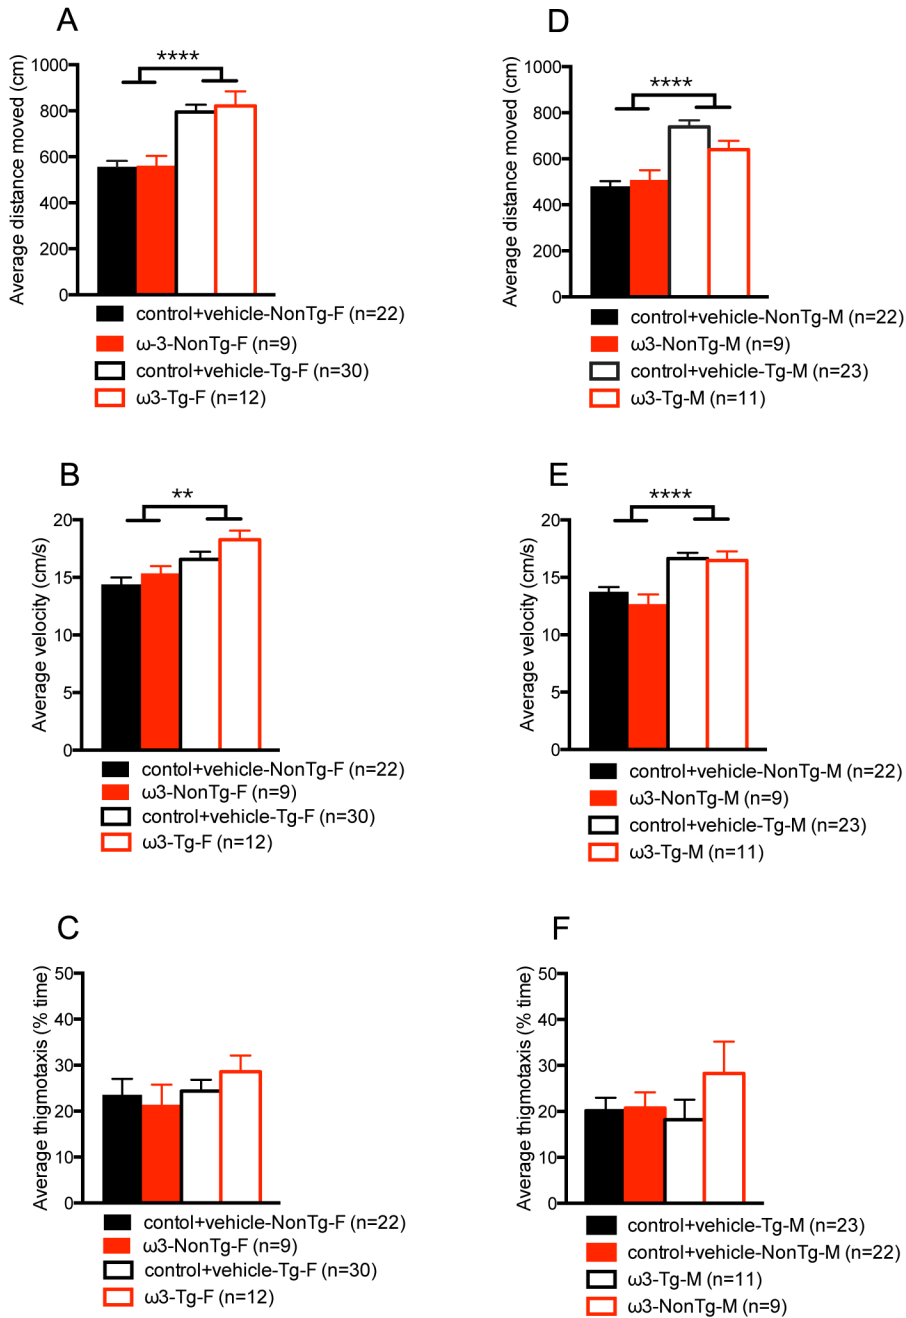 A
Average distance moved (cm)
1000
800
600
400
200
0
****
control+vehicle-NonTg-F (n=22)
ω-3-NonTg-F (n=9)
control+vehicle-Tg-F (n=30)
ω3-Tg-F (n=12)
D
Average distance moved (cm)
1000
800
600
400
200
0
****
control+vehicle-NonTg-M (n=22)
ω3-NonTg-M (n=9)
control+vehicle-Tg-M (n=23)
ω3-Tg-M (n=11)
B
Average velocity (cm/s)
20
15
10
5
0
**
contol+vehicle-NonTg-F (n=22)
ω3-NonTg-F (n=9)
control+vehicle-Tg-F (n=30)
ω3-Tg-F (n=12)
E
Average velocity (cm/s)
20
15
10
5
0
****
control+vehicle-NonTg-M (n=22)
ω3-NonTg-M (n=9)
control+vehicle-Tg-M (n=23)
ω3-Tg-M (n=11)
C
Average thigmotaxis (% time)
50
40
30
20
10
0
contol+vehicle-NonTg-F (n=22)
ω3-NonTg-F (n=9)
control+vehicle-Tg-F (n=30)
ω3-Tg-F (n=12)
F
Average thigmotaxis (% time)
50
40
30
20
10
0
control+vehicle-Tg-M (n=23)
control+vehicle-NonTg-M (n=22)
ω3-Tg-M (n=11)
ω3-NonTg-M (n=9)